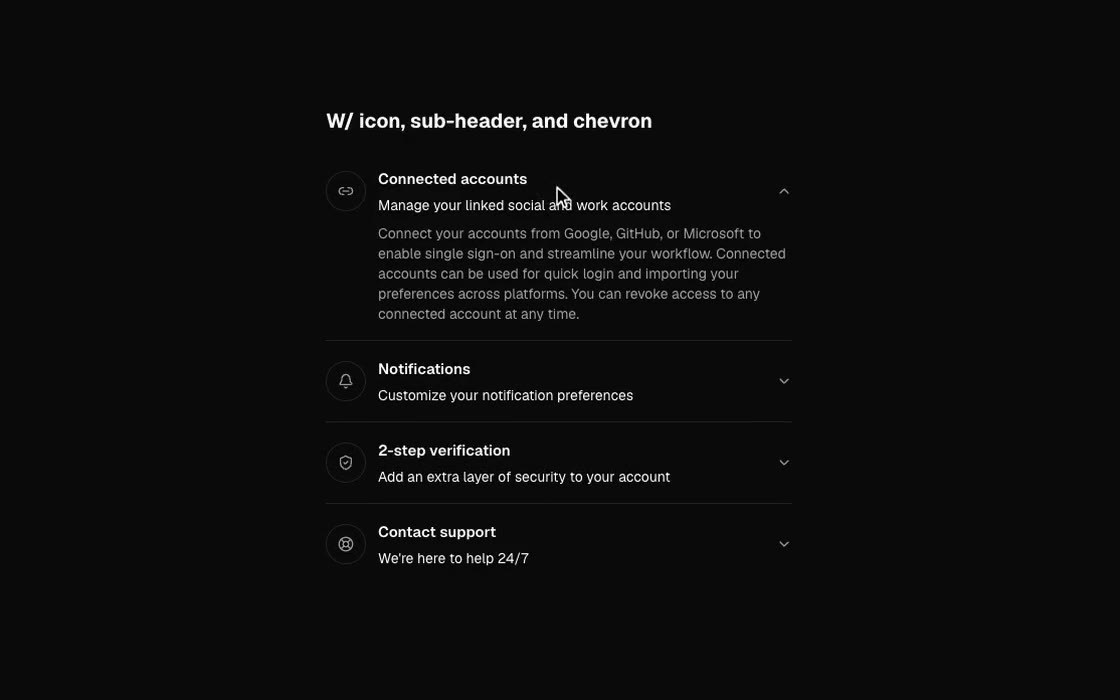 W/ icon, sub-header, and chevron
Connected accounts
Manage your linked social and work accounts
Connect your accounts from Google, GitHub, or Microsoft to
enable single sign-on and streamline your workflow. Connected
accounts can be used for quick login and importing your
preferences across platforms. You can revoke access to any
connected account at any time.
Notifications
Customize your notification preferences
2-step verification
Add an extra layer of security to your account
Contact support
We're here to help 24/7